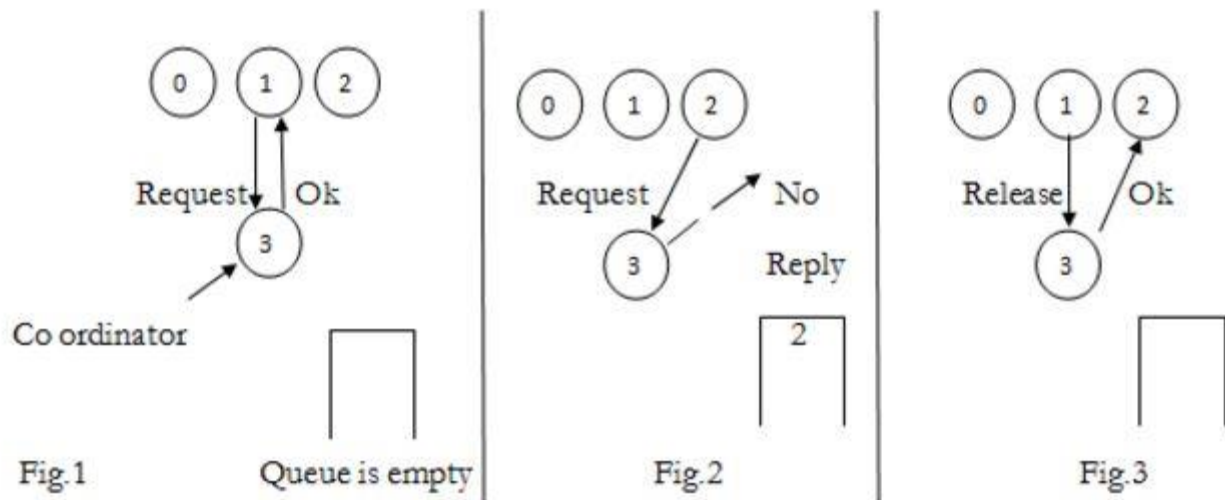 0 1 2
Request Ok
3
Co ordinator
Fig.1 Queue is empty
0 1 2
Request No
3 Reply
2
Fig.2
0 1 2
Release Ok
3
Fig.3